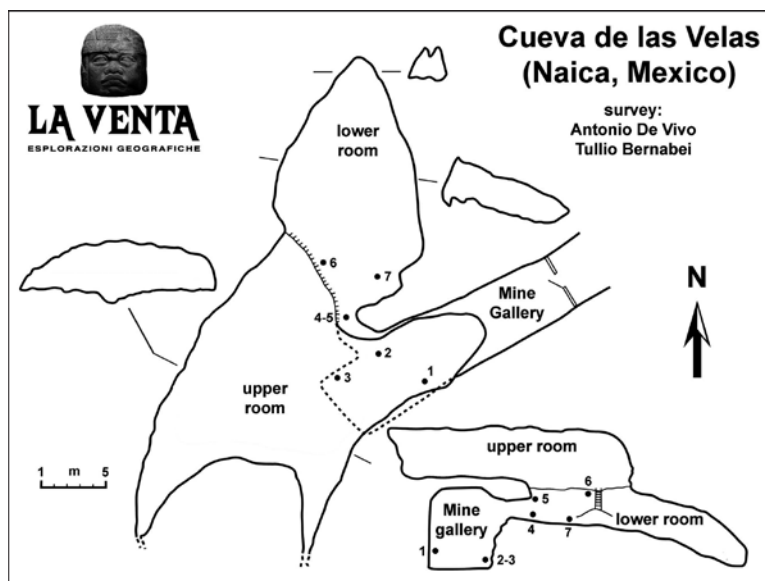 Cueva de las Velas
(Naica, Mexico)
survey:
Antonio De Vivo
Tullio Bernabei
LA VENTA
ESPLORAZIONI GEOGRAFICHE
lower
room
6
7
4-5
Mine
Gallery
N
2
3
1
upper
room
1 m 5
upper room
6
5
Mine
gallery
4
7
lower room
1
2-3